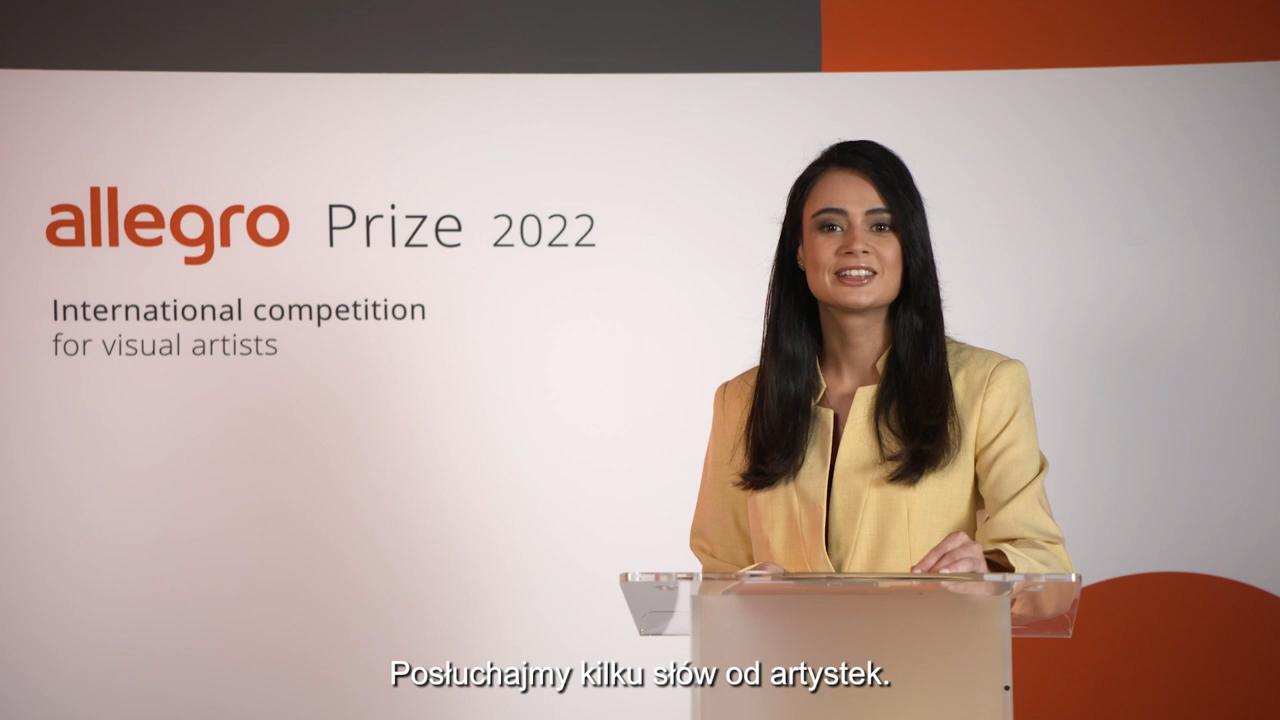 allegro Prize 2022
International competition
for visual artists
Posłuchajmy kilku słów od artystek.